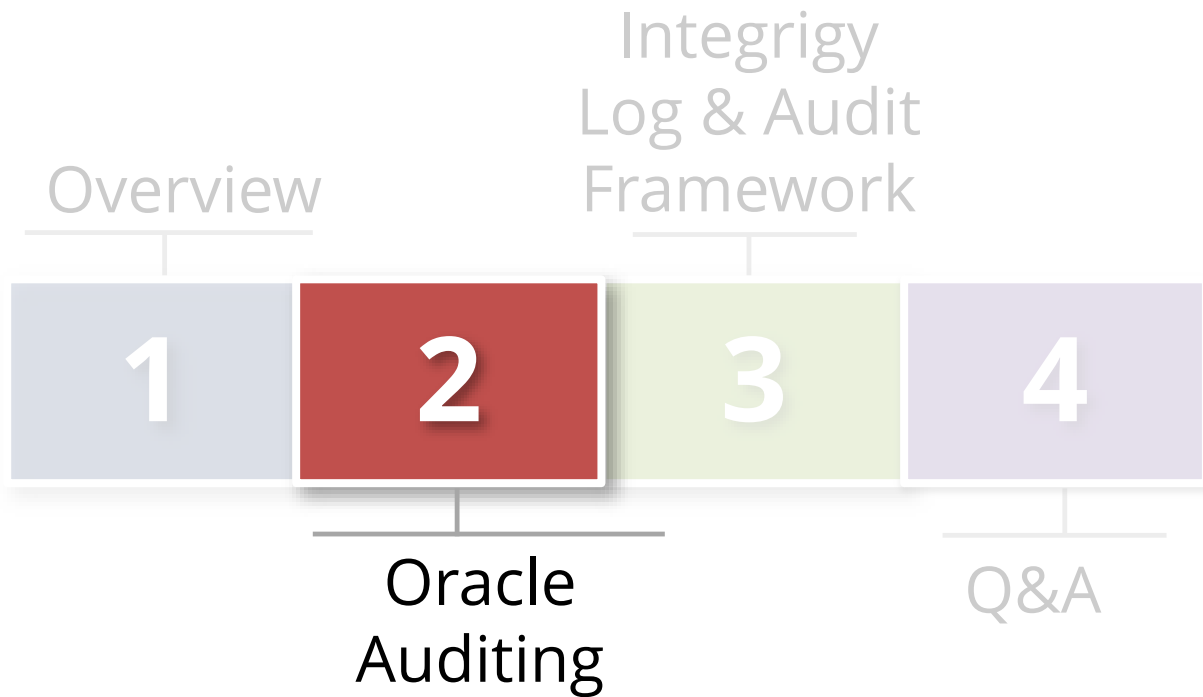 Overview
Integrigy
Log & Audit
Framework
1
2
3
4
Oracle
Auditing
Q&A